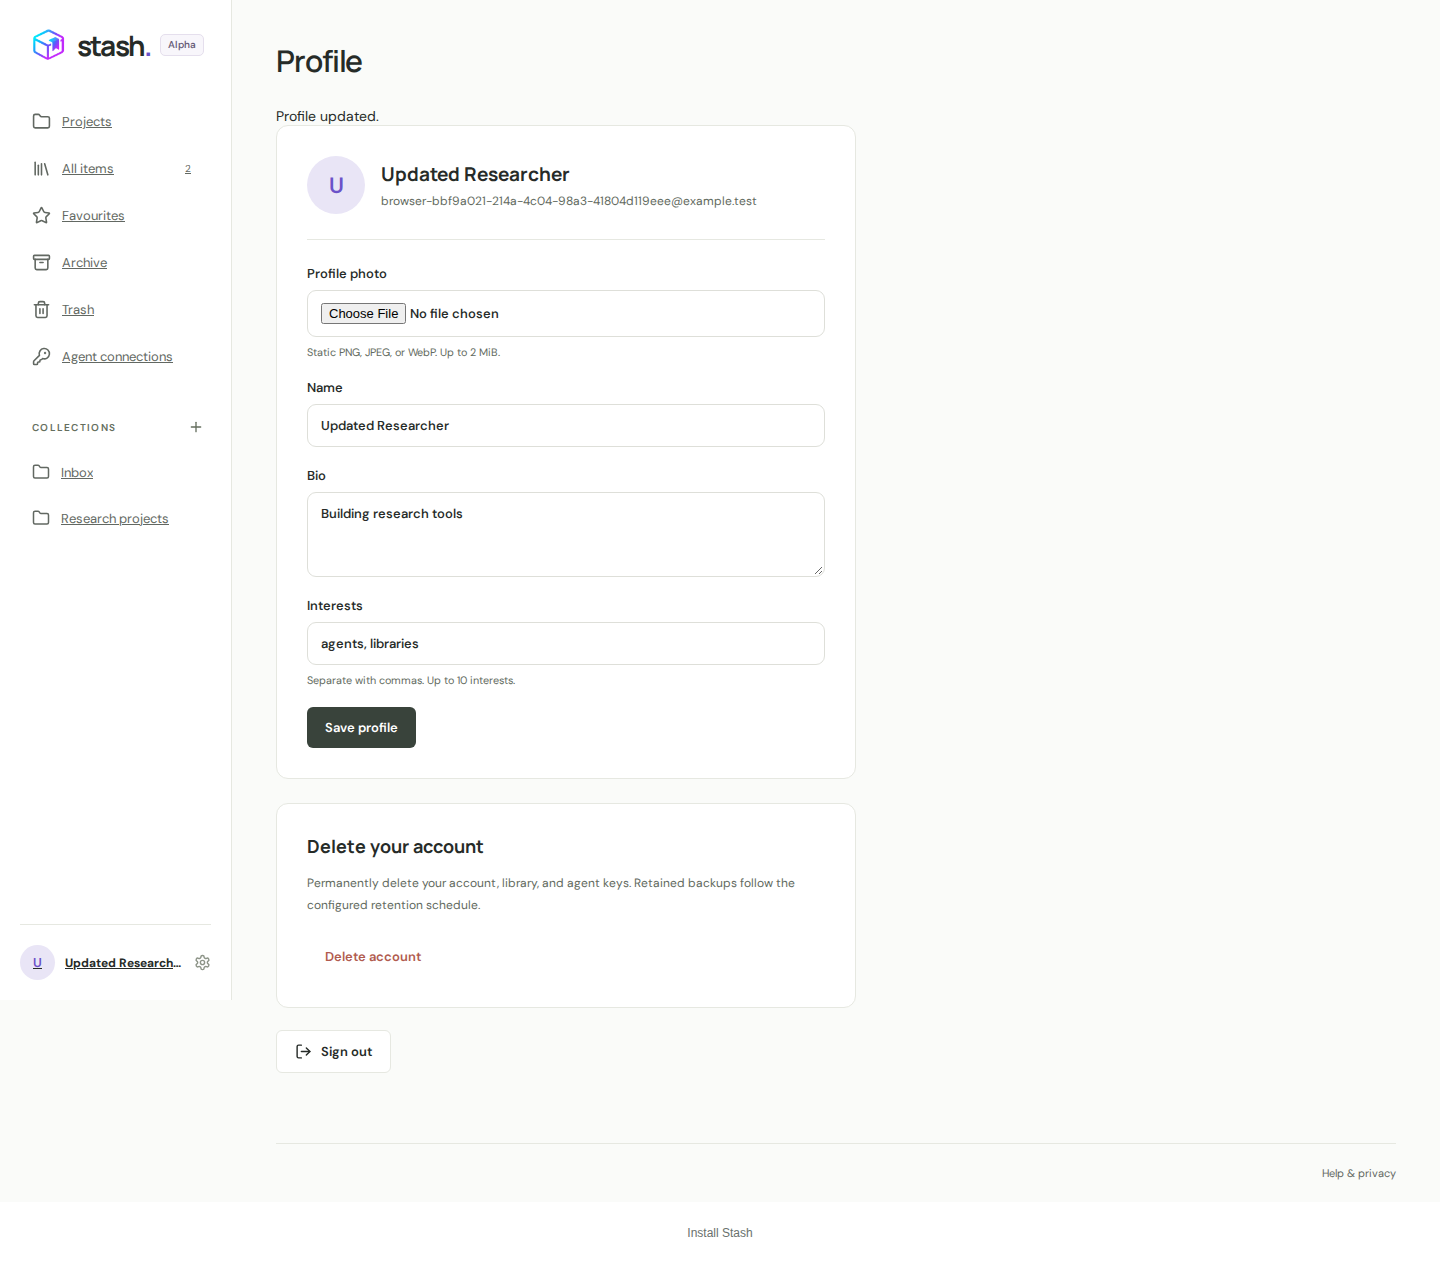 stash.
Alpha
Projects
All items
2
Favourites
Archive
Trash
Agent connections
COLLECTIONS
Inbox
Research projects
U
Updated Research...
Profile
Profile updated.
U
Updated Researcher
browser-bbf9a021-214a-4c04-98a3-41804d119eee@example.test
Profile photo
Choose File No file chosen
Static PNG, JPEG, or WebP. Up to 2 MiB.
Name
Updated Researcher
Bio
Building research tools
Interests
agents, libraries
Separate with commas. Up to 10 interests.
Save profile
Delete your account
Permanently delete your account, library, and agent keys. Retained backups follow the
configured retention schedule.
Delete account
Sign out
Help & privacy
Install Stash